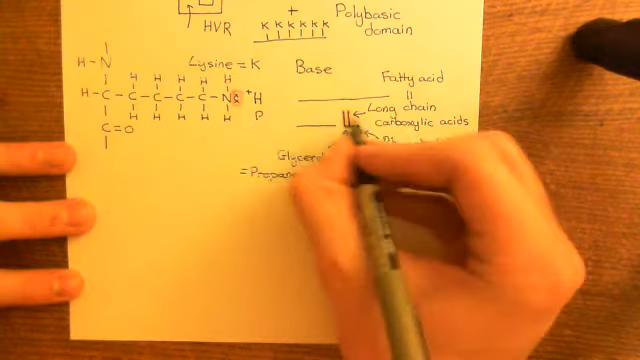 HVR
+
K K K K K K
Polybasic
domain
Lysine = K
Base
H-N
H H H H H
H-C-C-C-C-C-N + H
H H H H H
P
C=O
Fatty acid
=
Long chain
carboxylic acids
Glycerol
= Propan